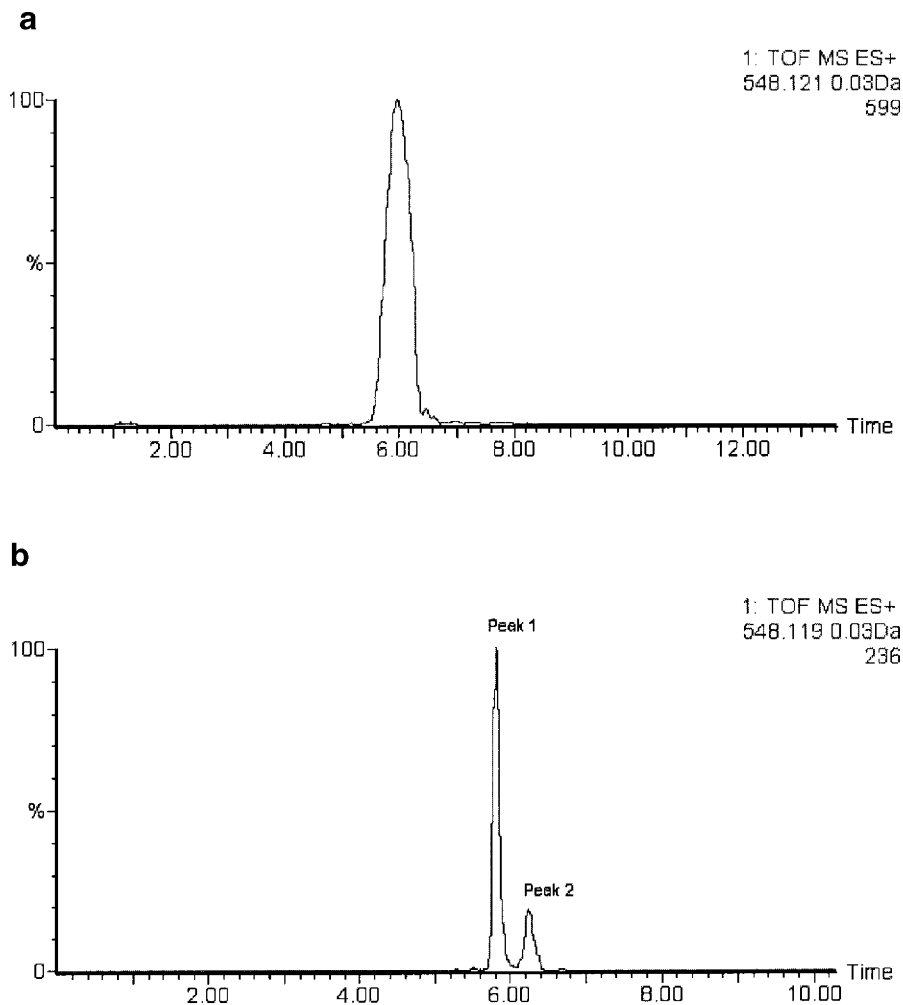 a
1: TOF MS ES+
548.121 0.03Da
599
100
%
0
2.00 4.00 6.00 8.00 10.00 12.00
Time
b
1: TOF MS ES+
548.119 0.03Da
236
100
Peak 1
%
Peak 2
0
2.00 4.00 6.00 8.00 10.00
Time